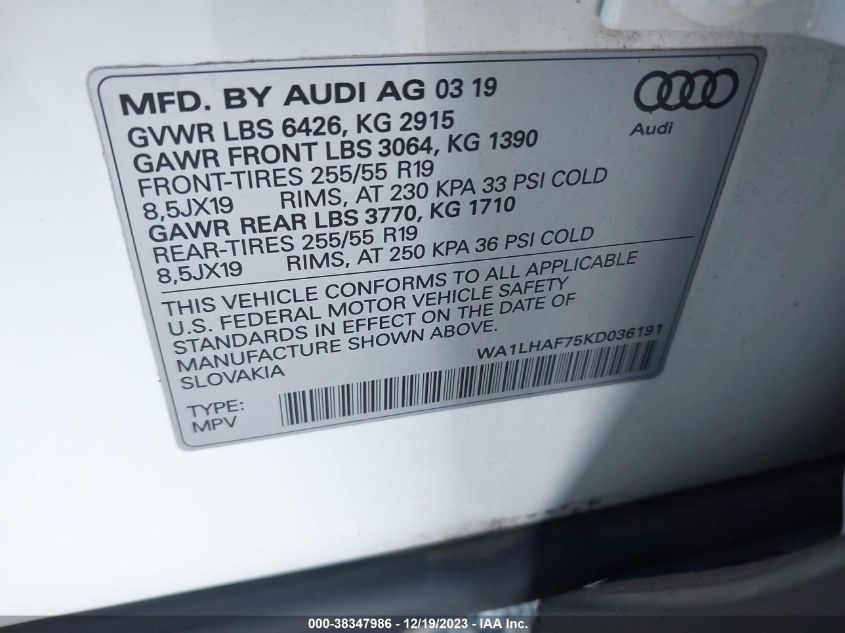 MFD. BY AUDI AG 03 19
Audi
GVWR LBS 6426, KG 2915
GAWR FRONT LBS 3064, KG 1390
FRONT-TIRES 255/55 R19
8,5JX19 RIMS, AT 230 KPA 33 PSI COLD
GAWR REAR LBS 3770, KG 1710
REAR-TIRES 255/55 R19
8,5JX19 RIMS, AT 250 KPA 36 PSI COLD
THIS VEHICLE CONFORMS TO ALL APPLICABLE
U.S. FEDERAL MOTOR VEHICLE SAFETY
STANDARDS IN EFFECT ON THE DATE OF
MANUFACTURE SHOWN ABOVE.
SLOVAKIA
WA1LHAF75KD036191
TYPE:
MPV
000-38347986 - 12/19/2023 - IAA Inc.